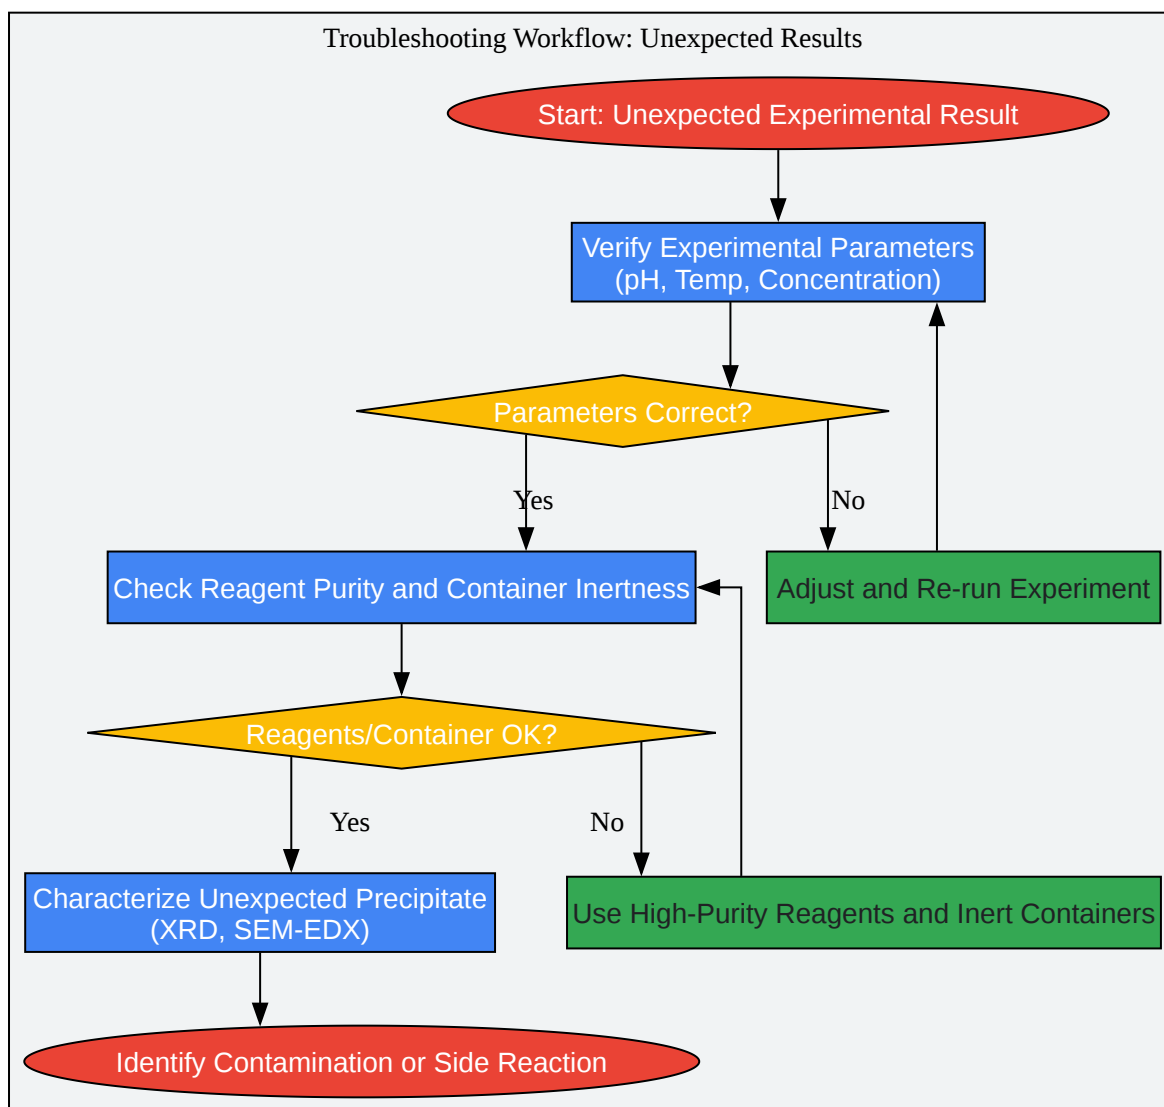 Troubleshooting Workflow: Unexpected Results
Start: Unexpected Experimental Result
Verify Experimental Parameters
(pH, Temp, Concentration)
Parameters Correct?
Yes
No
Check Reagent Purity and Container Inertness
Adjust and Re-run Experiment
Reagents/Container OK?
Yes
No
Characterize Unexpected Precipitate
(XRD, SEM-EDX)
Use High-Purity Reagents and Inert Containers
Identify Contamination or Side Reaction